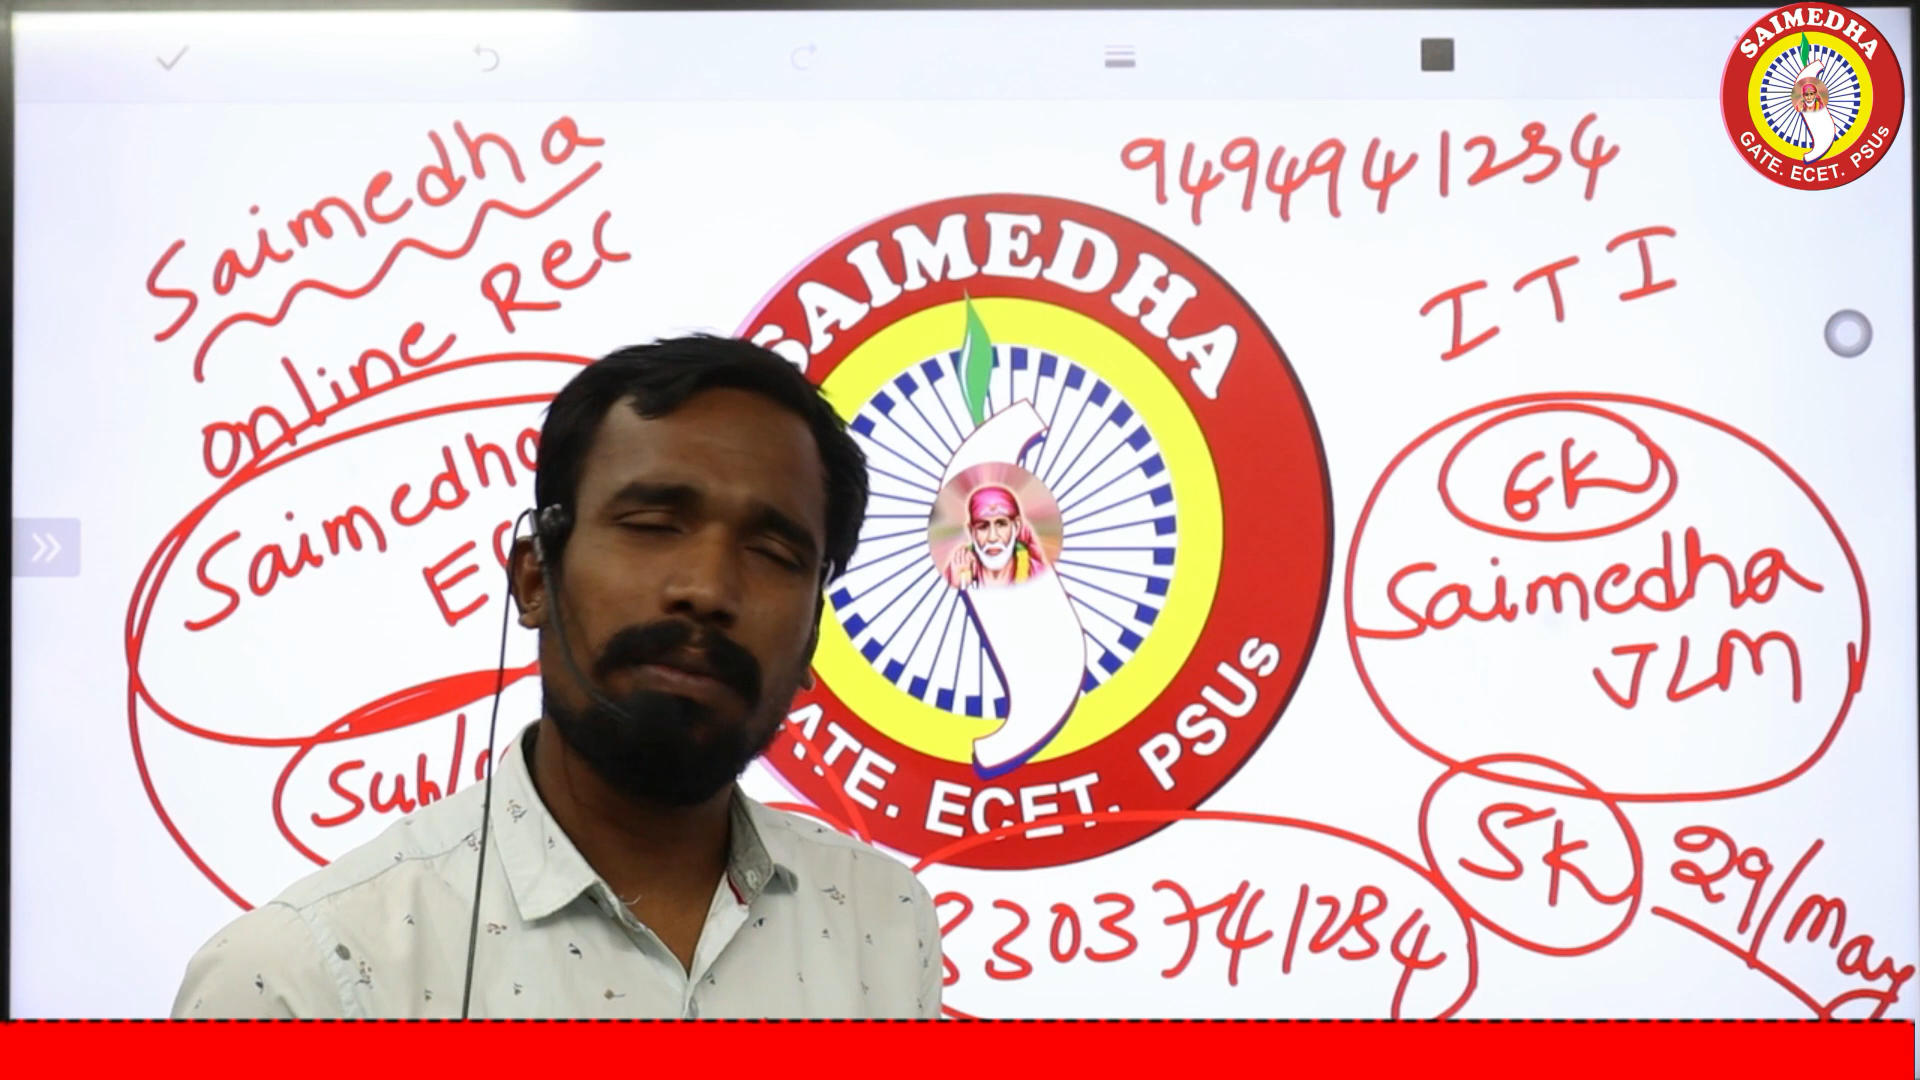 Saimedha
online Rec
Saimedha
9494941234
I T I
GK
Saimedha
JLM
SK
29/may
30341234
SAIMEDHA
GATE. ECET. PSUs
SAIMEDHA
GATE. ECET. PSUs